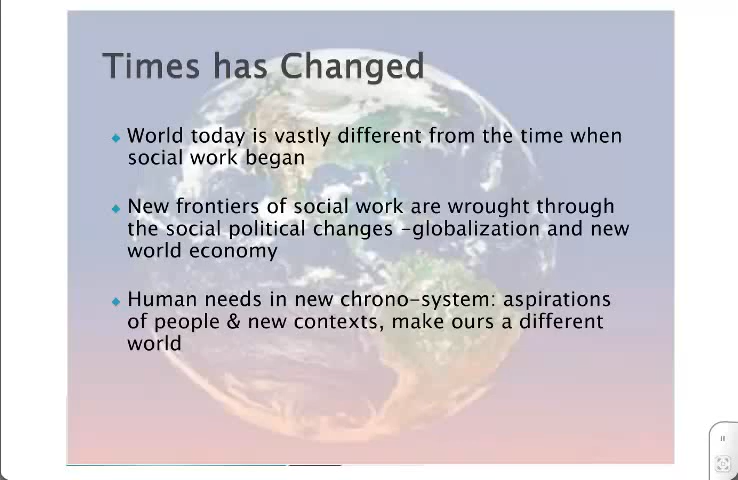 Times has Changed
World today is vastly different from the time when
social work began
New frontiers of social work are wrought through
the social political changes –globalization and new
world economy
Human needs in new chrono-system: aspirations
of people & new contexts, make ours a different
world